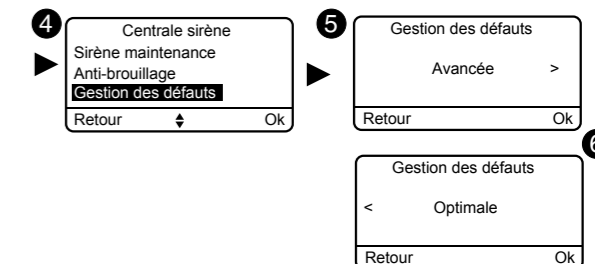 4
Centrale sirène
Sirène maintenance
Anti-brouillage
Gestion des défauts
Retour Ok
5
Gestion des défauts
Avancée >
Retour Ok
6
Gestion des défauts
< Optimale
Retour Ok